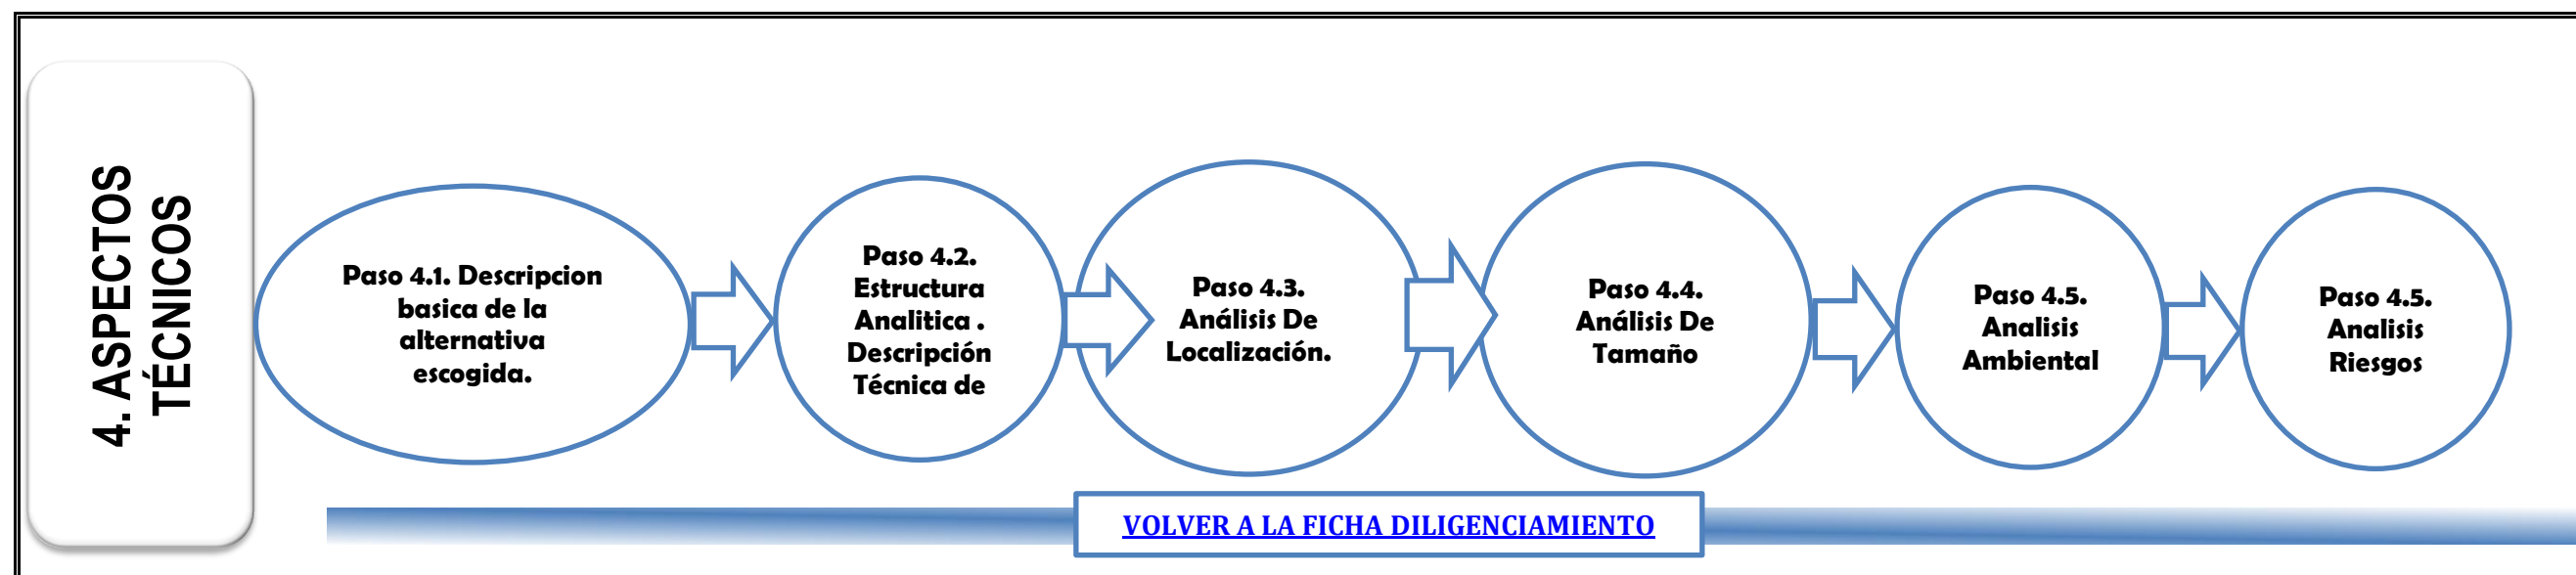 4. ASPECTOS
TÉCNICOS
Paso 4.1. Descripcion
basica de la
alternativa
escogida.
Paso 4.2.
Estructura
Analitica .
Descripción
Técnica de
Paso 4.3.
Análisis De
Localización.
Paso 4.4.
Análisis De
Tamaño
Paso 4.5.
Analisis
Ambiental
Paso 4.5.
Analisis
Riesgos
VOLVER A LA FICHA DILIGENCIAMIENTO